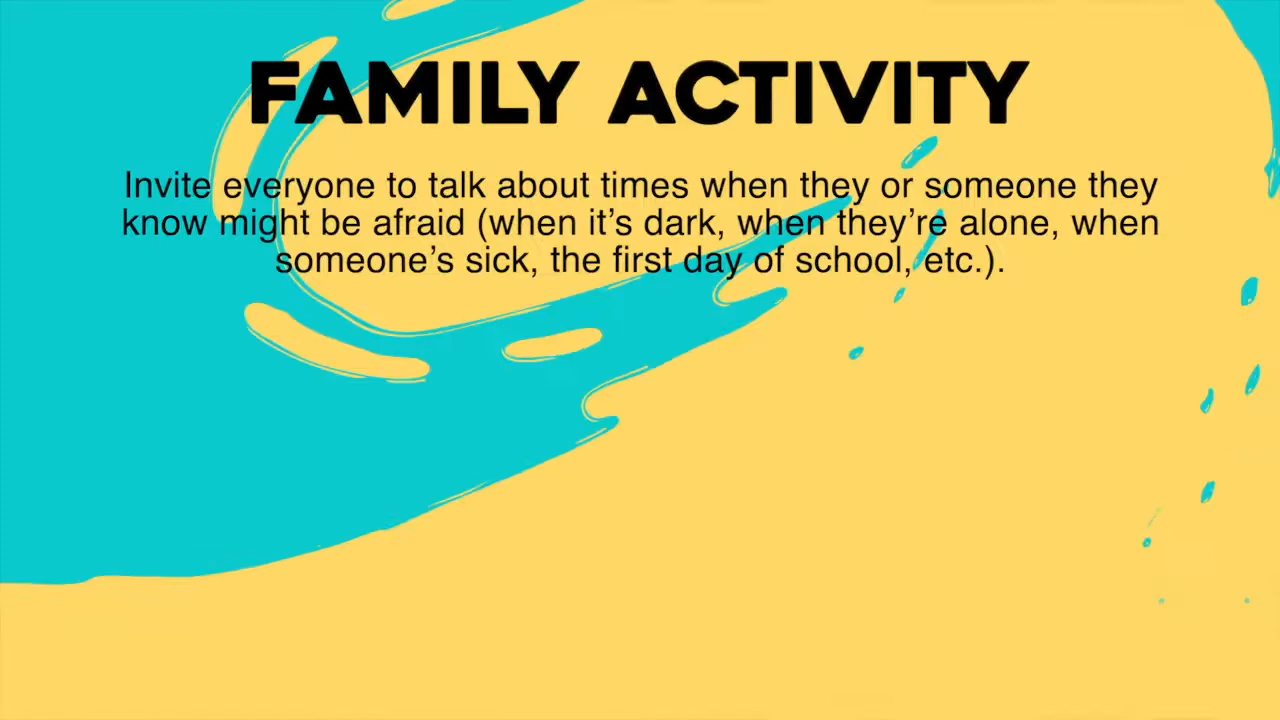 FAMILY ACTIVITY
Invite everyone to talk about times when they or someone they
know might be afraid (when it’s dark, when they’re alone, when
someone’s sick, the first day of school, etc.).